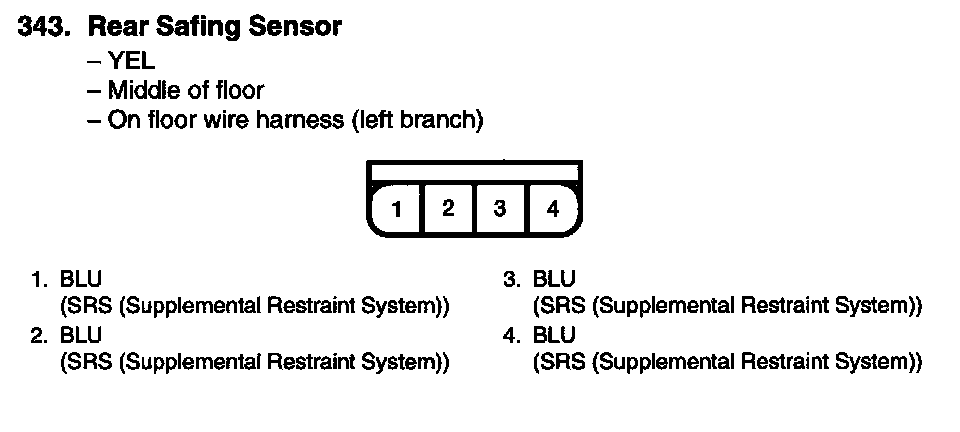 343. Rear Safing Sensor
– YEL
– Middle of floor
– On floor wire harness (left branch)
1 2 3 4
1. BLU
(SRS (Supplemental Restraint System))
2. BLU
(SRS (Supplemental Restraint System))
3. BLU
(SRS (Supplemental Restraint System))
4. BLU
(SRS (Supplemental Restraint System))